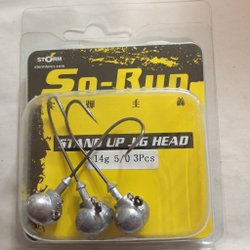 STORM
So-Run
STAND UP JIG HEAD
14g 5/0 3Pcs